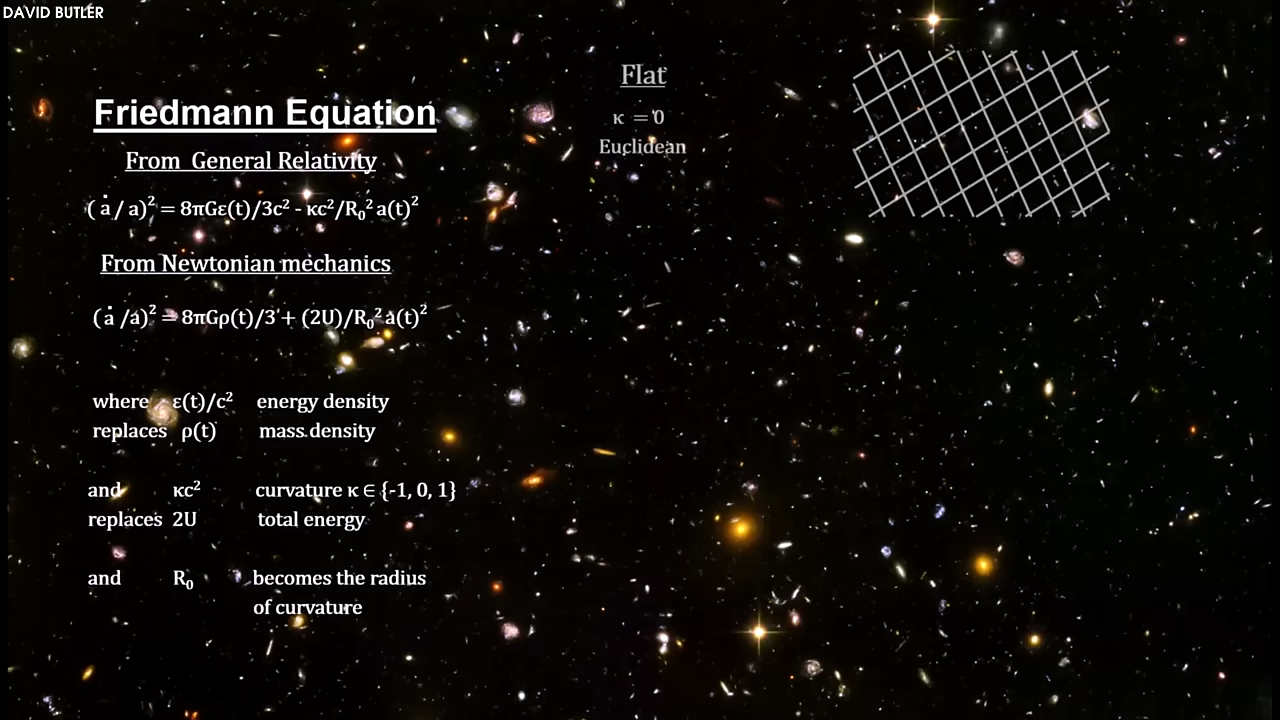 DAVID BUTLER
Friedmann Equation
From General Relativity
(ȧ / a)² = 8πGε(t)/3c² - κc²/R₀² a(t)²
From Newtonian mechanics
(ȧ /a)² = 8πGρ(t)/3 + (2U)/R₀² a(t)²
where ε(t)/c² energy density
replaces ρ(t) mass density
and κc² curvature κ ∈ {-1, 0, 1}
replaces 2U total energy
and R₀ becomes the radius
of curvature
Flat
κ = 0
Euclidean